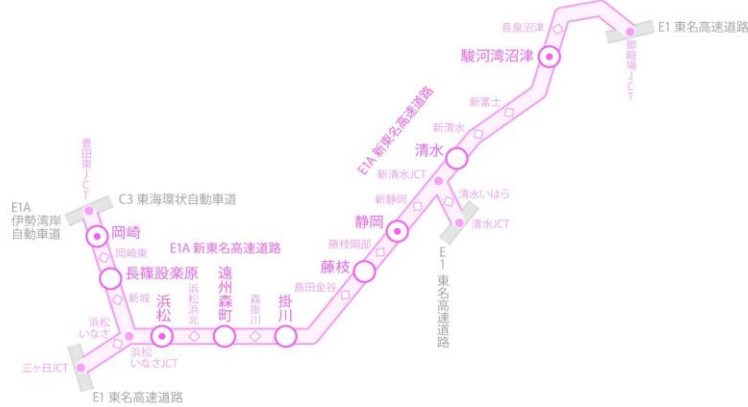 長泉沼津
E1 東名高速道路
駿河湾沼津
御殿場JCT
新富士
E1A 新東名高速道路
新清水
清水
豊田東JCT
新清水JCT
C3 東海環状自動車道
新静岡
清水いはら
E1A
伊勢湾岸
自動車道
岡崎
静岡
清水JCT
岡崎東
E1A 新東名高速道路
藤枝岡部
E1 東名高速道路
長篠設楽原
遠州森町
藤枝
新城
浜松
浜松浜北
森掛川
掛川
島田金谷
浜松
いなさ
浜松
いなさJCT
三ヶ日JCT
E1 東名高速道路